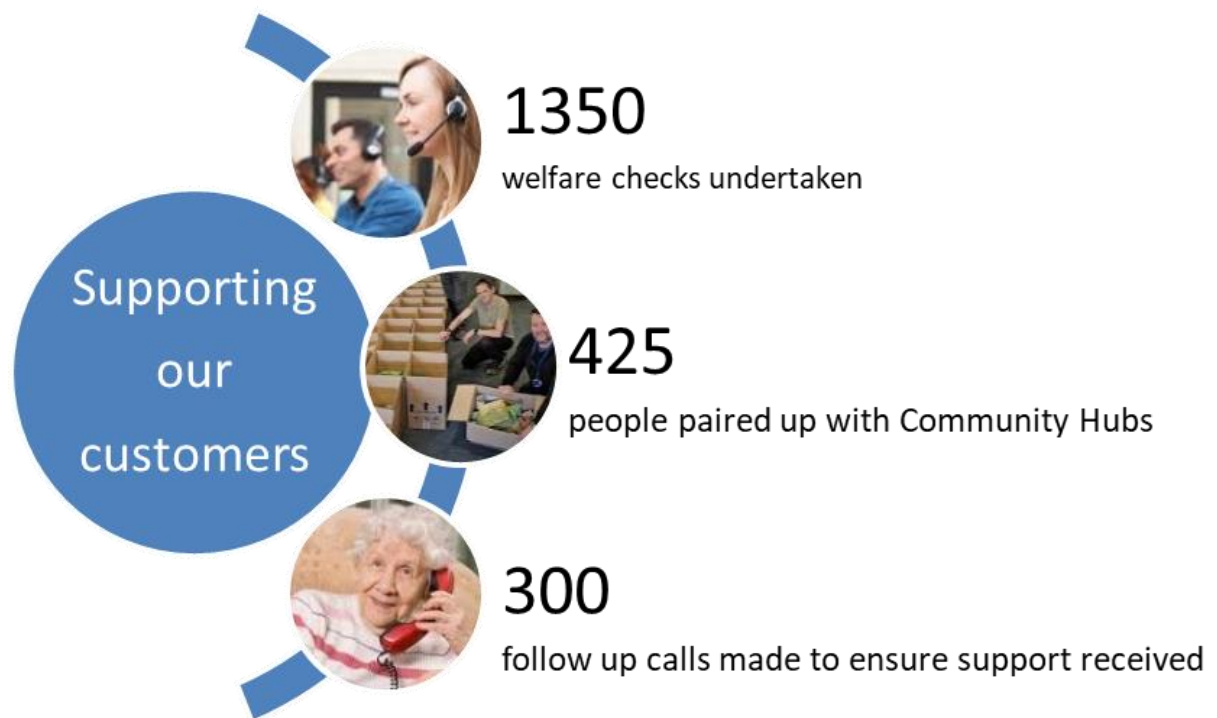 Supporting
our
customers
1350
welfare checks undertaken
425
people paired up with Community Hubs
300
follow up calls made to ensure support received